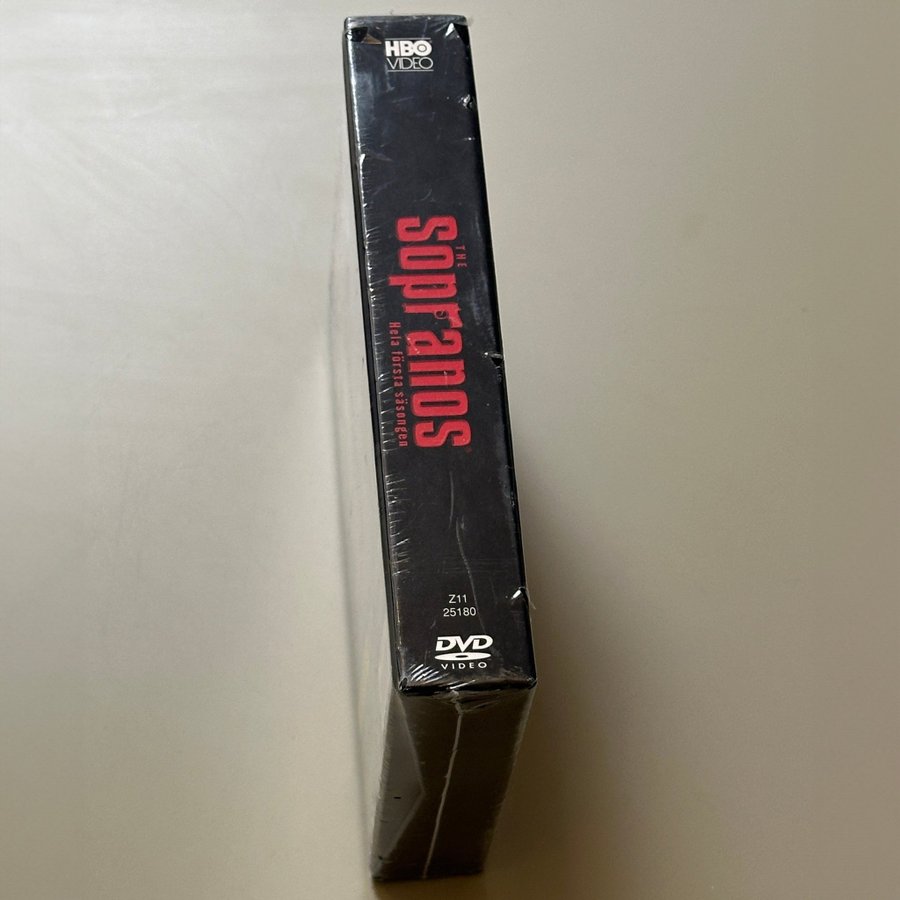 HBO
VIDEO
THE
SOPRANOS
Hela första säsongen
Z11
25180
DVD
VIDEO